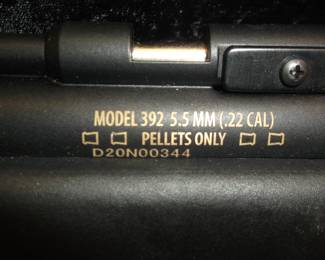 MODEL 392 5.5 MM (.22 CAL)
PELLETS ONLY
D20N00344